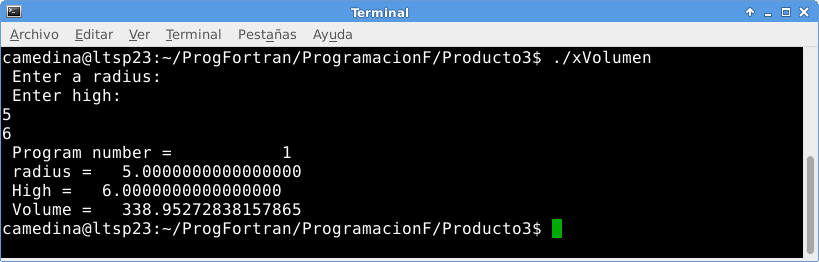 Terminal
Archivo Editar Ver Terminal Pestañas Ayuda
camedina@ltsp23:~/ProgFortran/ProgramacionF/Producto3$ ./xVolumen
Enter a radius:
Enter high:
5
6
Program number =           1
radius =   5.0000000000000000
High =   6.0000000000000000
Volume =   338.95272838157865
camedina@ltsp23:~/ProgFortran/ProgramacionF/Producto3$